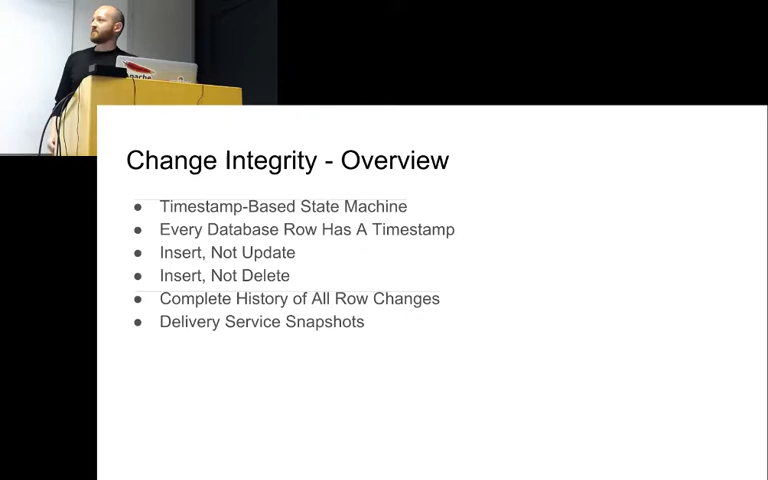 Apache
Change Integrity - Overview
● Timestamp-Based State Machine
● Every Database Row Has A Timestamp
● Insert, Not Update
● Insert, Not Delete
● Complete History of All Row Changes
● Delivery Service Snapshots